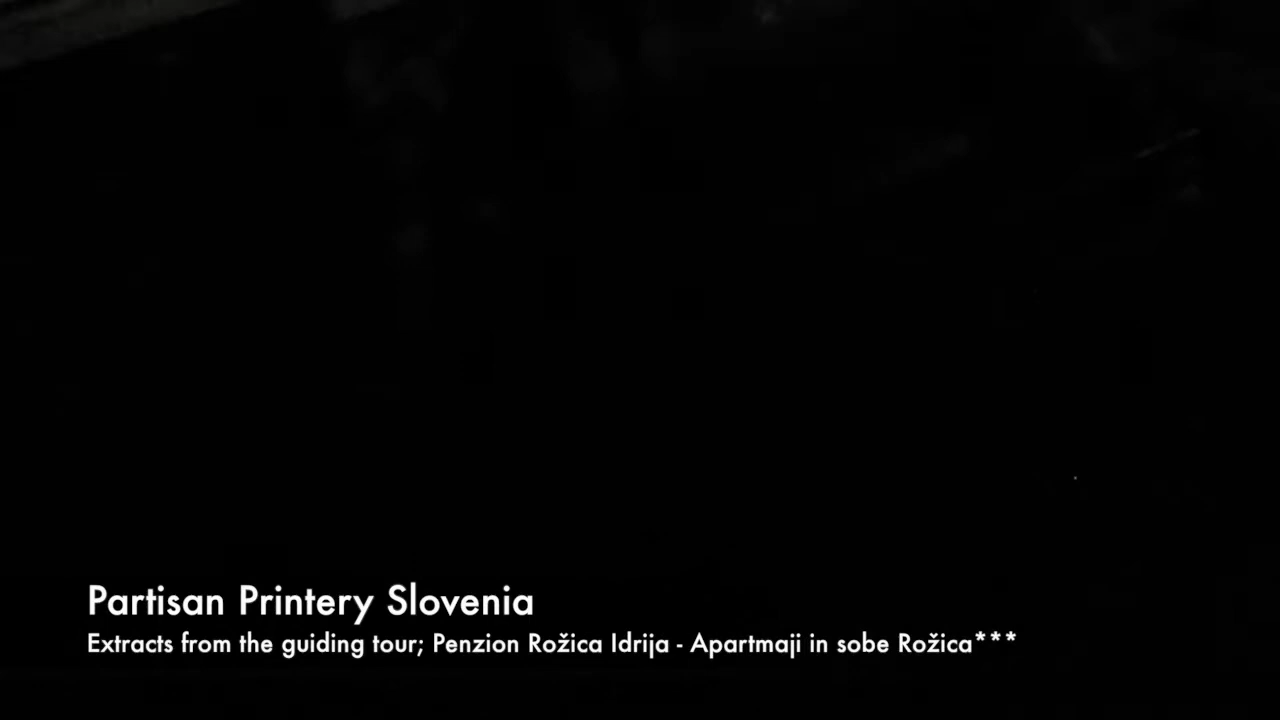 Partisan Printery Slovenia
Extracts from the guiding tour; Penzion Rožica Idrija - Apartmaji in sobe Rožica***